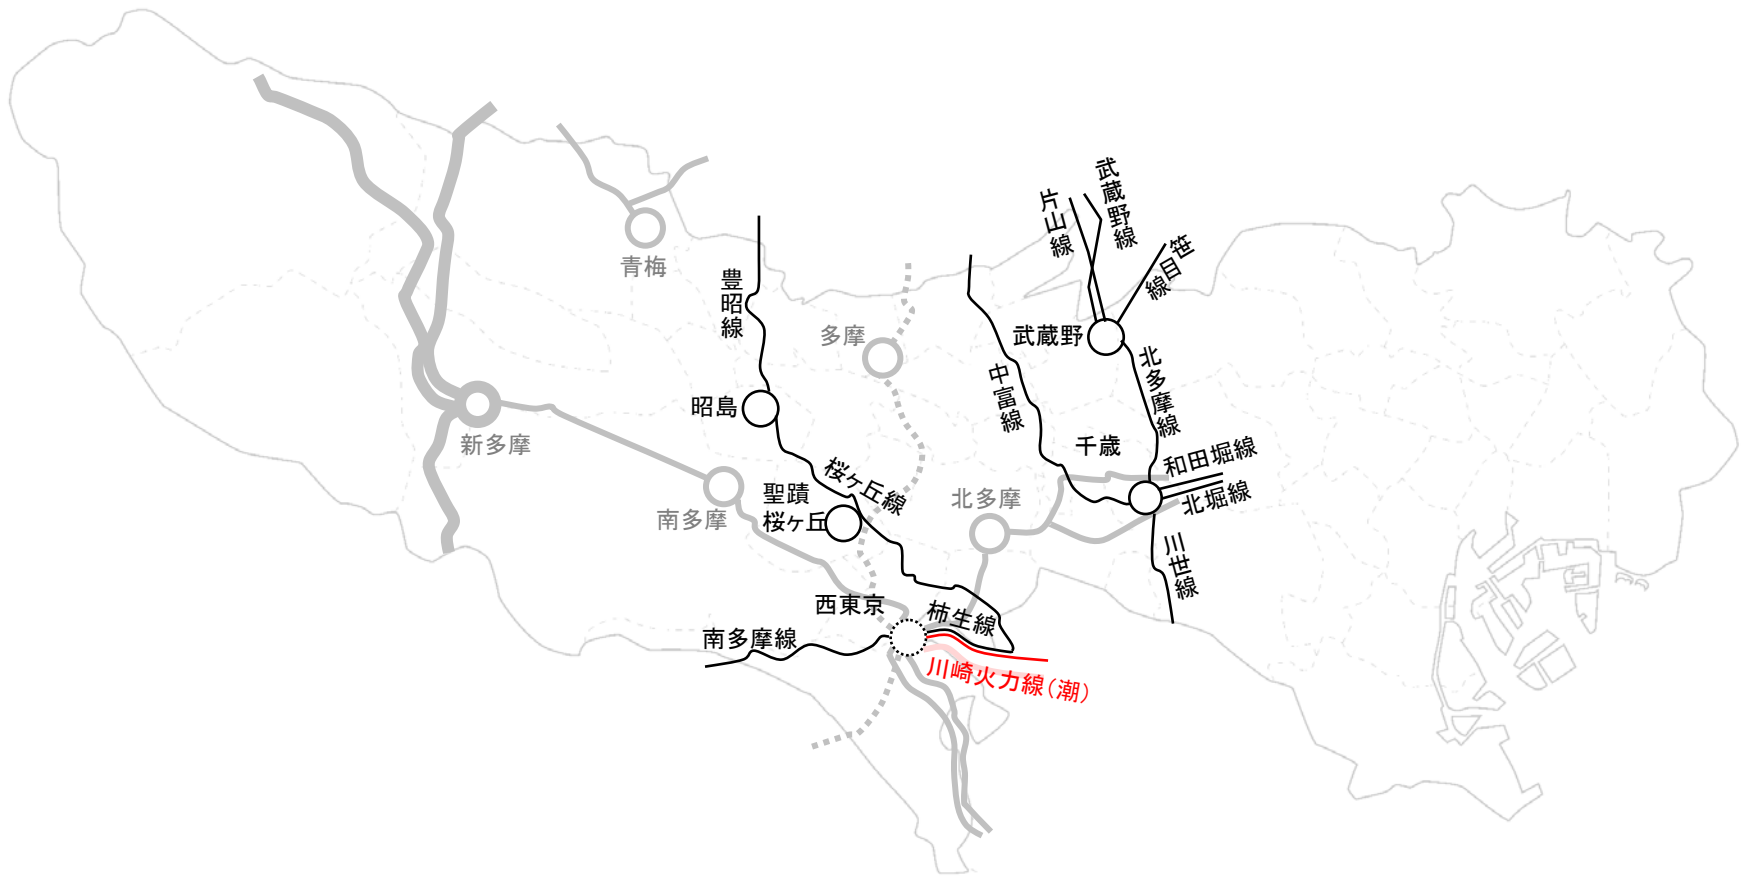 武蔵野線
片山線
笹目線
青梅
豊昭線
多摩
武蔵野
北多摩線
中富線
昭島
新多摩
千歳
和田堀線
桜ヶ丘線
聖蹟
桜ヶ丘
北多摩
北堀線
南多摩
川世線
西東京
柿生線
南多摩線
川崎火力線(潮)